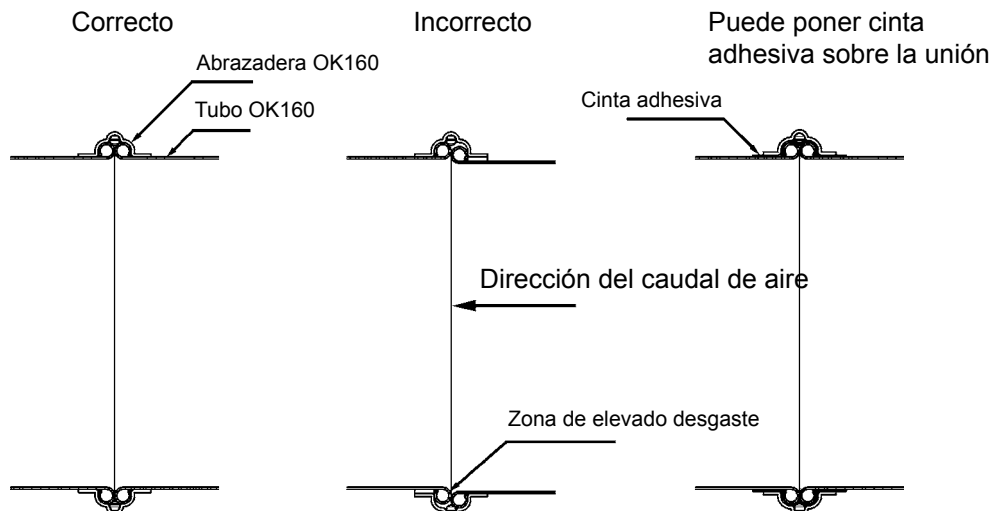 Correcto
Incorrecto
Puede poner cinta
adhesiva sobre la unión
Abrazadera OK160
Tubo OK160
Cinta adhesiva
Dirección del caudal de aire
Zona de elevado desgaste